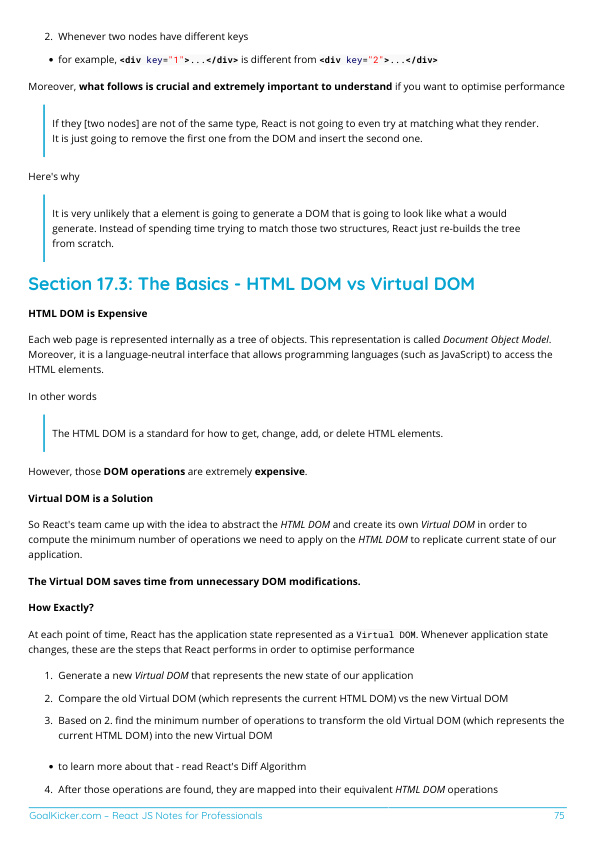 2. Whenever two nodes have different keys
• for example, <div key="1">...</div> is different from <div key="2">...</div>
Moreover, what follows is crucial and extremely important to understand if you want to optimise performance
If they [two nodes] are not of the same type, React is not going to even try at matching what they render.
It is just going to remove the first one from the DOM and insert the second one.
Here's why
It is very unlikely that a element is going to generate a DOM that is going to look like what a would
generate. Instead of spending time trying to match those two structures, React just re-builds the tree
from scratch.
Section 17.3: The Basics - HTML DOM vs Virtual DOM
HTML DOM is Expensive
Each web page is represented internally as a tree of objects. This representation is called Document Object Model.
Moreover, it is a language-neutral interface that allows programming languages (such as JavaScript) to access the
HTML elements.
In other words
The HTML DOM is a standard for how to get, change, add, or delete HTML elements.
However, those DOM operations are extremely expensive.
Virtual DOM is a Solution
So React's team came up with the idea to abstract the HTML DOM and create its own Virtual DOM in order to
compute the minimum number of operations we need to apply on the HTML DOM to replicate current state of our
application.
The Virtual DOM saves time from unnecessary DOM modifications.
How Exactly?
At each point of time, React has the application state represented as a Virtual DOM. Whenever application state
changes, these are the steps that React performs in order to optimise performance
1. Generate a new Virtual DOM that represents the new state of our application
2. Compare the old Virtual DOM (which represents the current HTML DOM) vs the new Virtual DOM
3. Based on 2. find the minimum number of operations to transform the old Virtual DOM (which represents the
current HTML DOM) into the new Virtual DOM
• to learn more about that - read React's Diff Algorithm
4. After those operations are found, they are mapped into their equivalent HTML DOM operations
GoalKicker.com – React JS Notes for Professionals 75